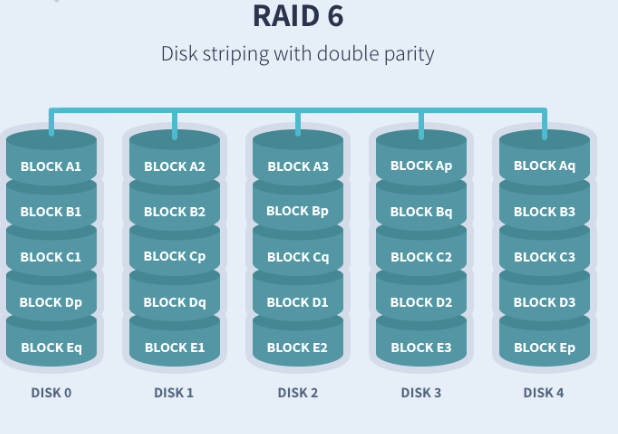 RAID 6
Disk striping with double parity
BLOCK A1 BLOCK A2 BLOCK A3 BLOCK Ap BLOCK Aq
BLOCK B1 BLOCK B2 BLOCK Bp BLOCK Bq BLOCK B3
BLOCK C1 BLOCK Cp BLOCK Cq BLOCK C2 BLOCK C3
BLOCK Dp BLOCK Dq BLOCK D1 BLOCK D2 BLOCK D3
BLOCK Eq BLOCK E1 BLOCK E2 BLOCK E3 BLOCK Ep
DISK 0 DISK 1 DISK 2 DISK 3 DISK 4